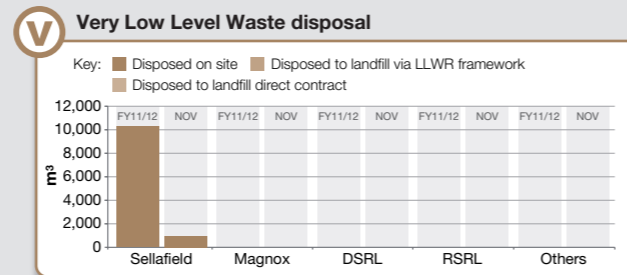 V Very Low Level Waste disposal
Key: Disposed on site Disposed to landfill via LLWR framework
Disposed to landfill direct contract
12,000
FY11/12 NOV FY11/12 NOV FY11/12 NOV FY11/12 NOV FY11/12 NOV
10,000
8,000
m³
6,000
4,000
2,000
0
Sellafield Magnox DSRL RSRL Others